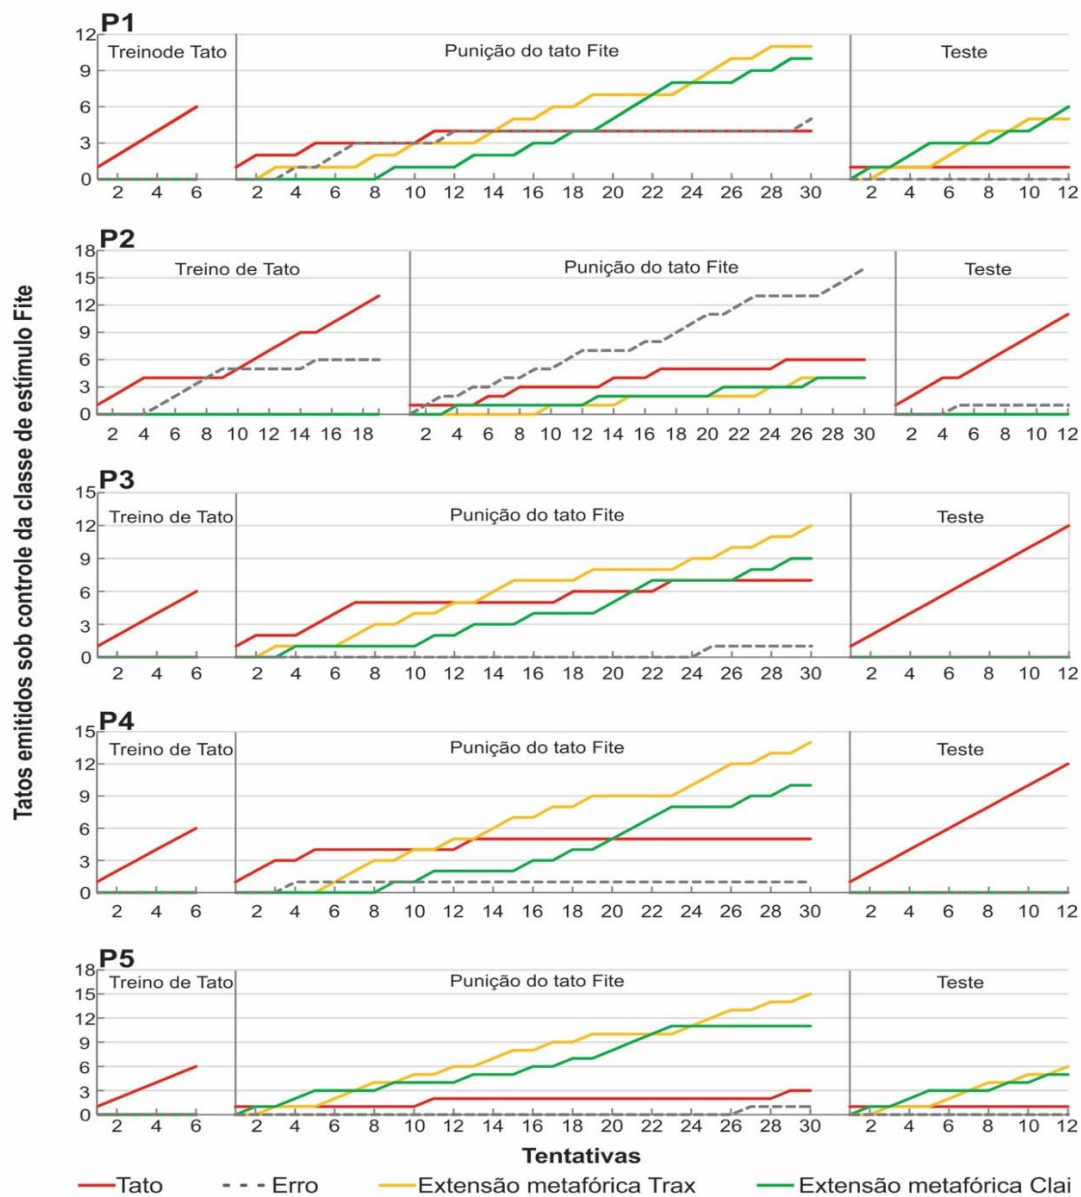 P1
Treinode Tato Punição do tato Fite Teste
12
9
6
3
0
2 4 6 2 4 6 8 10 12 14 16 18 20 22 24 26 28 30 2 4 6 8 10 12
P2
Treino de Tato Punição do tato Fite Teste
18
15
12
9
6
3
0
2 4 6 8 10 12 14 16 18 2 4 6 8 10 12 14 16 18 20 22 24 26 28 30 2 4 6 8 10 12
P3
Treino de Tato Punição do tato Fite Teste
15
12
9
6
3
0
2 4 6 2 4 6 8 10 12 14 16 18 20 22 24 26 28 30 2 4 6 8 10 12
P4
Treino de Tato Punição do tato Fite Teste
15
12
9
6
3
0
2 4 6 2 4 6 8 10 12 14 16 18 20 22 24 26 28 30 2 4 6 8 10 12
P5
Treino de Tato Punição do tato Fite Teste
18
15
12
9
6
3
0
2 4 6 2 4 6 8 10 12 14 16 18 20 22 24 26 28 30 2 4 6 8 10 12
Tatos emitidos sob controle da classe de estímulo Fite
Tentativas
Tato Erro Extensão metafórica Trax Extensão metafórica Clai